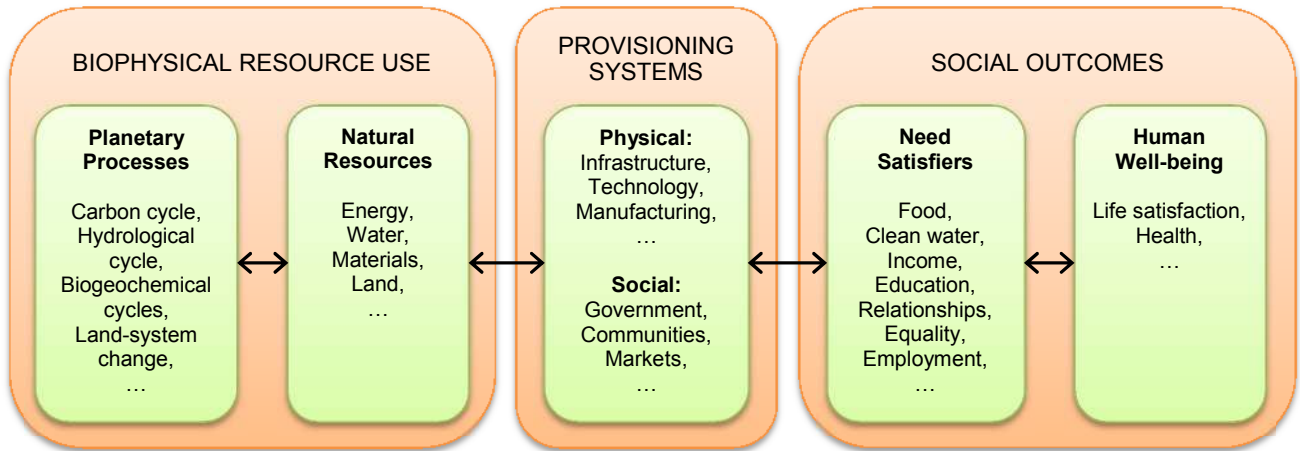 BIOPHYSICAL RESOURCE USE
Planetary
Processes
Carbon cycle,
Hydrological
cycle,
Biogeochemical
cycles,
Land-system
change,
…
Natural
Resources
Energy,
Water,
Materials,
Land,
…
PROVISIONING
SYSTEMS
Physical:
Infrastructure,
Technology,
Manufacturing,
…
Social:
Government,
Communities,
Markets,
…
SOCIAL OUTCOMES
Need
Satisfiers
Food,
Clean water,
Income,
Education,
Relationships,
Equality,
Employment,
…
Human
Well-being
Life satisfaction,
Health,
…